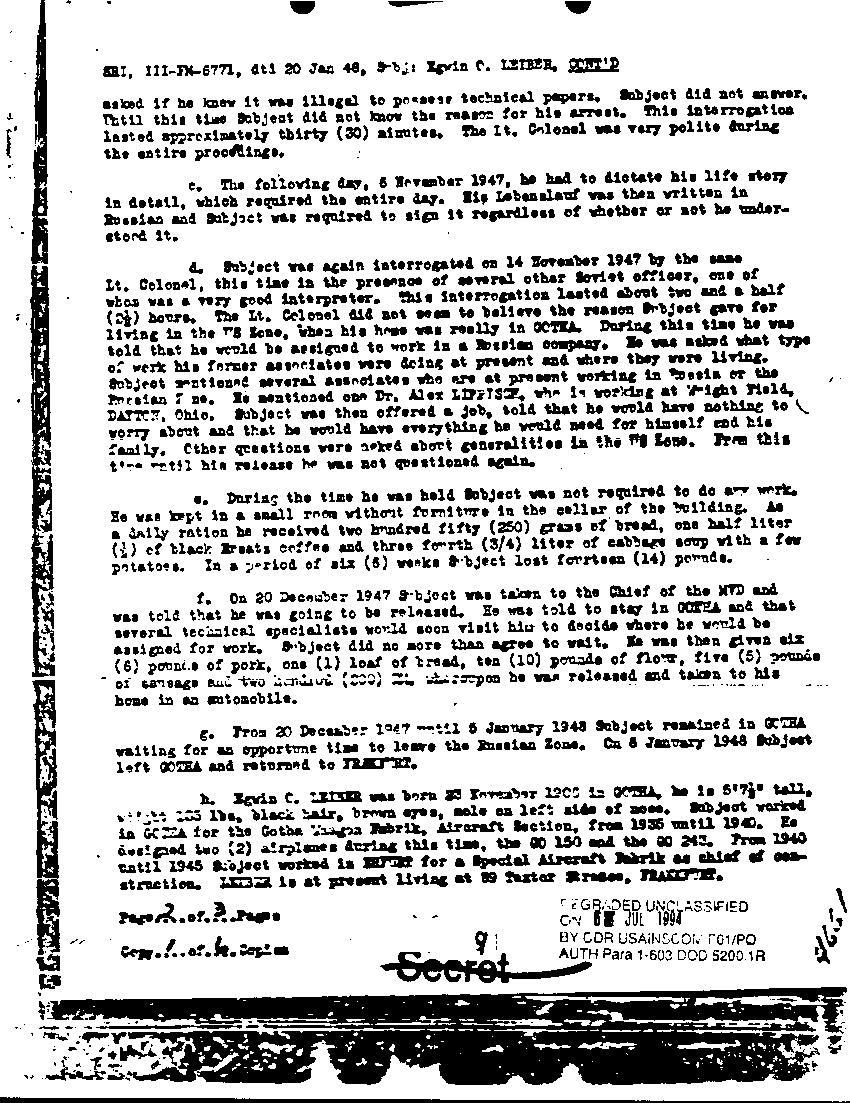 SRI, III-FM-6771, dtd 20 Jan 48, Subj: Egwin C. LEIBER, CONT'D
asked if he knew it was illegal to possess technical papers. Subject did not answer.
Until this time Subject did not know the reason for his arrest. This interrogation
lasted approximately thirty (30) minutes. The Lt. Colonel was very polite during
the entire proceedings.
c. The following day, 6 November 1947, he had to dictate his life story
in detail, which required the entire day. His Lebenslauf was then written in
Russian and Subject was required to sign it regardless of whether or not he under-
stood it.
d. Subject was again interrogated on 14 November 1947 by the same
Lt. Colonel, this time in the presence of several other Soviet officer, one of
whom was a very good interpreter. This interrogation lasted about two and a half
(2½) hours. The Lt. Colonel did not seem to believe the reason Subject gave for
living in the US Zone, when his home was really in GOTHA. During this time he was
told that he would be assigned to work in a Russian company. He was asked what type
of work his former associates were doing at present and where they were living.
Subject mentioned several associates who are at present working in Russia or the
Russian Zone. He mentioned one Dr. Alex LIPPISCH, who is working at Wright Field,
DAYTON, Ohio. Subject was then offered a job, told that he would have nothing to
worry about and that he would have everything he would need for himself and his
family. Other questions were asked about generalities in the US Zone. From this
time until his release he was not questioned again.
e. During the time he was held Subject was not required to do any work.
He was kept in a small room without furniture in the cellar of the building. As
a daily ration he received two hundred fifty (250) grams of bread, one half liter
(½) of black Ersatz coffee and three fourth (3/4) liter of cabbage soup with a few
potatoes. In a period of six (6) weeks Subject lost fourteen (14) pounds.
f. On 20 December 1947 Subject was taken to the Chief of the MVD and
was told that he was going to be released. He was told to stay in GOTHA and that
several technical specialists would soon visit him to decide where he would be
assigned for work. Subject did no more than agree to wait. He was then given six
(6) pounds of pork, one (1) loaf of bread, ten (10) pounds of flour, five (5) pounds
of sausage and two hundred (200) whereupon he was released and taken to his
home in an automobile.
g. From 20 December 1947 until 6 January 1948 Subject remained in GOTHA
waiting for an opportune time to leave the Russian Zone. On 6 January 1948 Subject
left GOTHA and returned to FRANKFURT.
h. Egwin C. LEIBER was born November in GOTHA, he is 5'7½" tall,
weight lbs, black hair, brown eyes, mole on left side of nose. Subject worked
in GOTHA for the Gotha Waggon Fabrik, Aircraft Section, from 1936 until 1940. He
designed two (2) airplanes during this time, the GO 150 and the GO 243. From 1940
until 1945 Subject worked in ERFURT for a Special Aircraft Fabrik as chief of con-
struction. LEIBER is at present living at 89 Textor Strasse, FRANKFURT.
Page 2 of 3 Pages
Copy 1 of 4 Copies
9
Secret
REGRADED UNCLASSIFIED
ON JUL 1994
BY CDR USAINSCOM F01/PO
AUTH Para 1-603 DOD 5200.1R